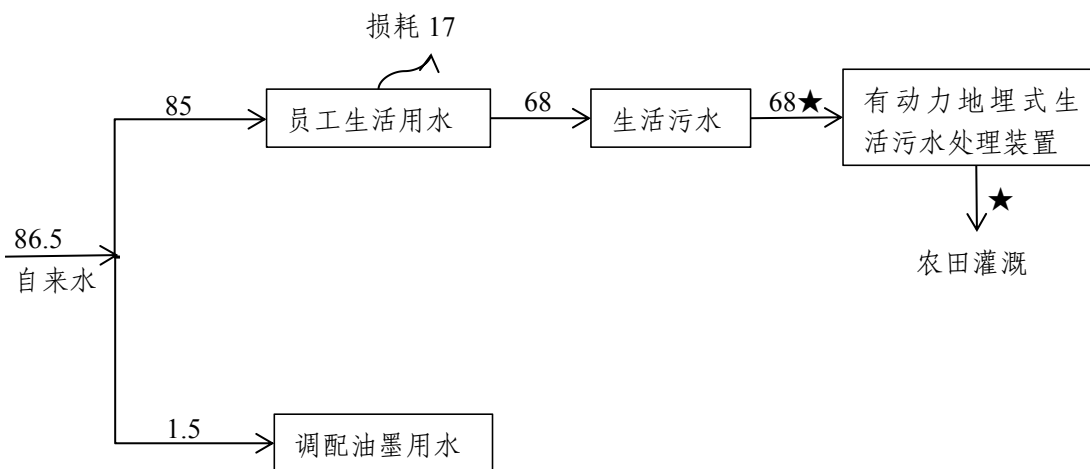 损耗 17
85
员工生活用水
68
生活污水
68★
有动力地埋式生
活污水处理装置
★
农田灌溉
86.5
自来水
1.5
调配油墨用水